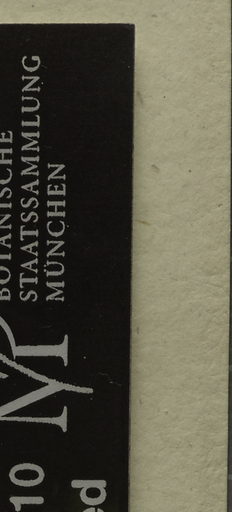 BOTANISCHE
STAATSSAMMLUNG
MÜNCHEN
M
10
ed